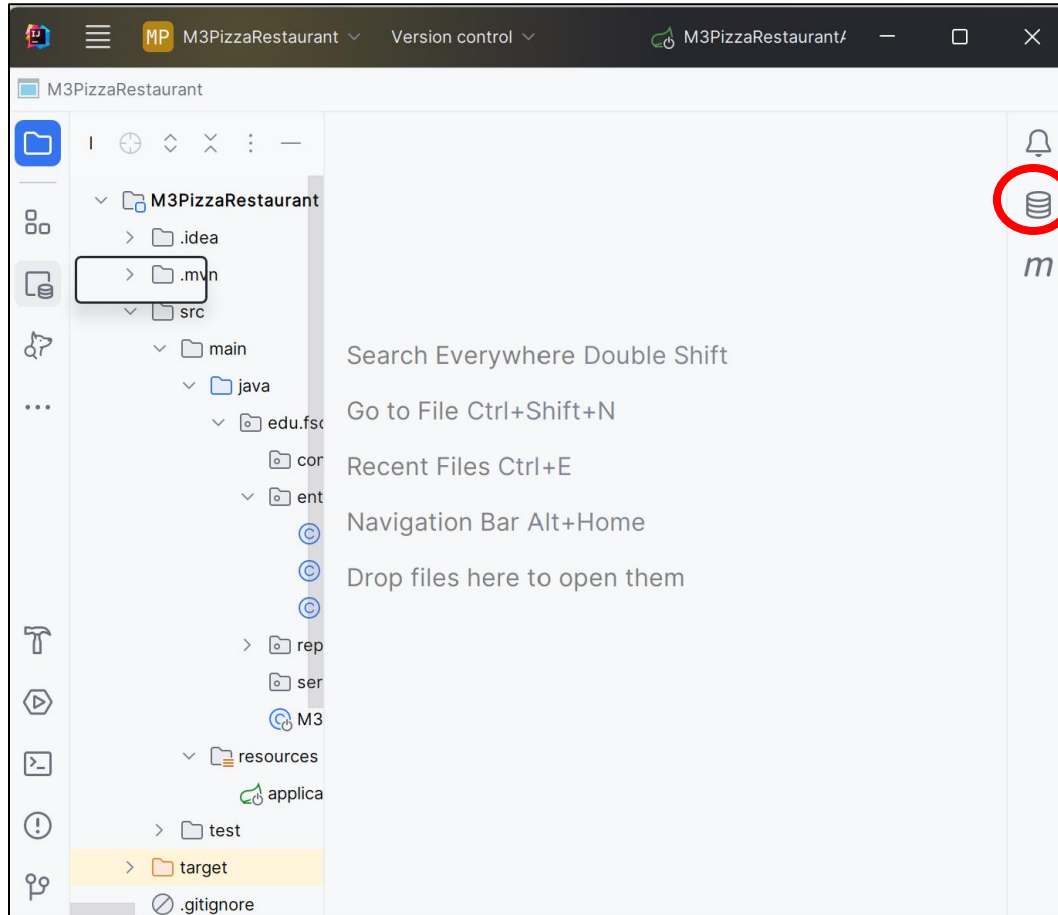 MP M3PizzaRestaurant Version control M3PizzaRestaurantA
M3PizzaRestaurant
M3PizzaRestaurant
.idea
.mvn
src
main
java
edu.fsc
con
ent
C
C
C
rep
ser
M3
resources
applica
test
target
.gitignore
Search Everywhere Double Shift
Go to File Ctrl+Shift+N
Recent Files Ctrl+E
Navigation Bar Alt+Home
Drop files here to open them
m